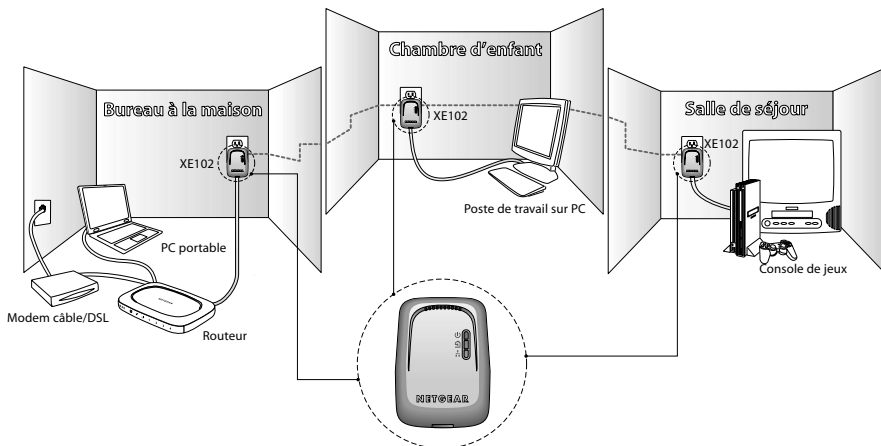 Chambre d'enfant
Bureau à la maison
Salle de séjour
XE102
XE102
XE102
Poste de travail sur PC
PC portable
Console de jeux
Modem câble/DSL
Routeur
NETGEAR